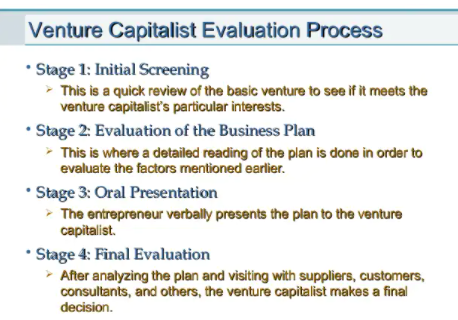 Venture Capitalist Evaluation Process
• Stage 1: Initial Screening
➢ This is a quick review of the basic venture to see if it meets the
venture capitalist's particular interests.
• Stage 2: Evaluation of the Business Plan
➢ This is where a detailed reading of the plan is done in order to
evaluate the factors mentioned earlier.
• Stage 3: Oral Presentation
➢ The entrepreneur verbally presents the plan to the venture
capitalist.
• Stage 4: Final Evaluation
➢ After analyzing the plan and visiting with suppliers, customers,
consultants, and others, the venture capitalist makes a final
decision.